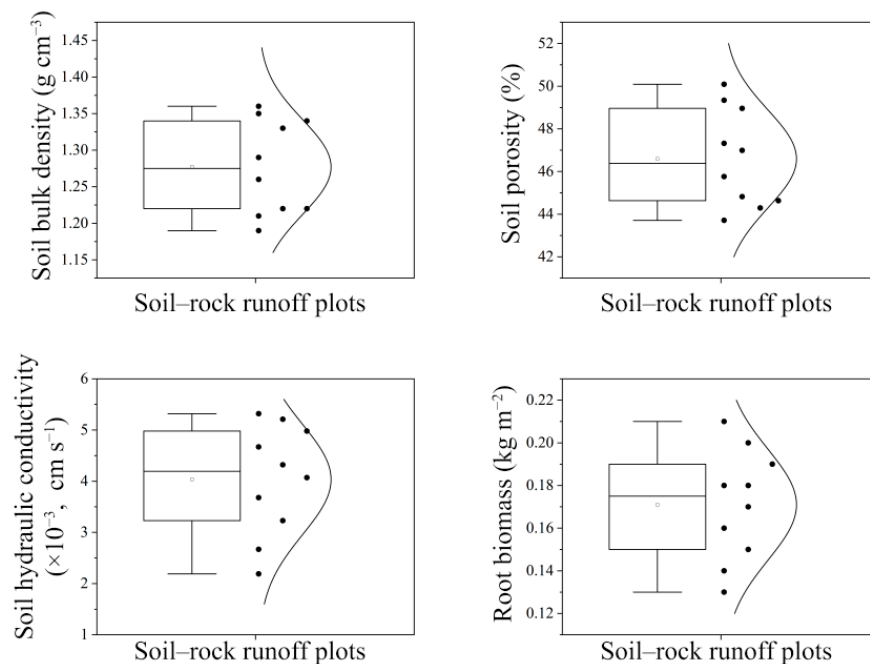 Soil bulk density (g cm⁻³)
1.45
1.40
1.35
1.30
1.25
1.20
1.15
Soil–rock runoff plots
Soil porosity (%)
52
50
48
46
44
42
Soil–rock runoff plots
Soil hydraulic conductivity
(×10⁻³, cm s⁻¹)
6
5
4
3
2
1
Soil–rock runoff plots
Root biomass (kg m⁻²)
0.22
0.20
0.18
0.16
0.14
0.12
Soil–rock runoff plots